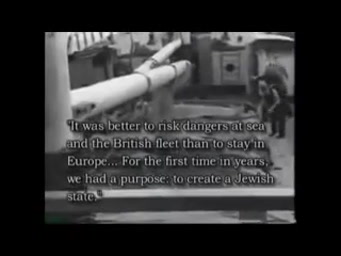 "It was better to risk dangers at sea
and the British fleet than to stay in
Europe... For the first time in years,
we had a purpose: to create a Jewish
state."